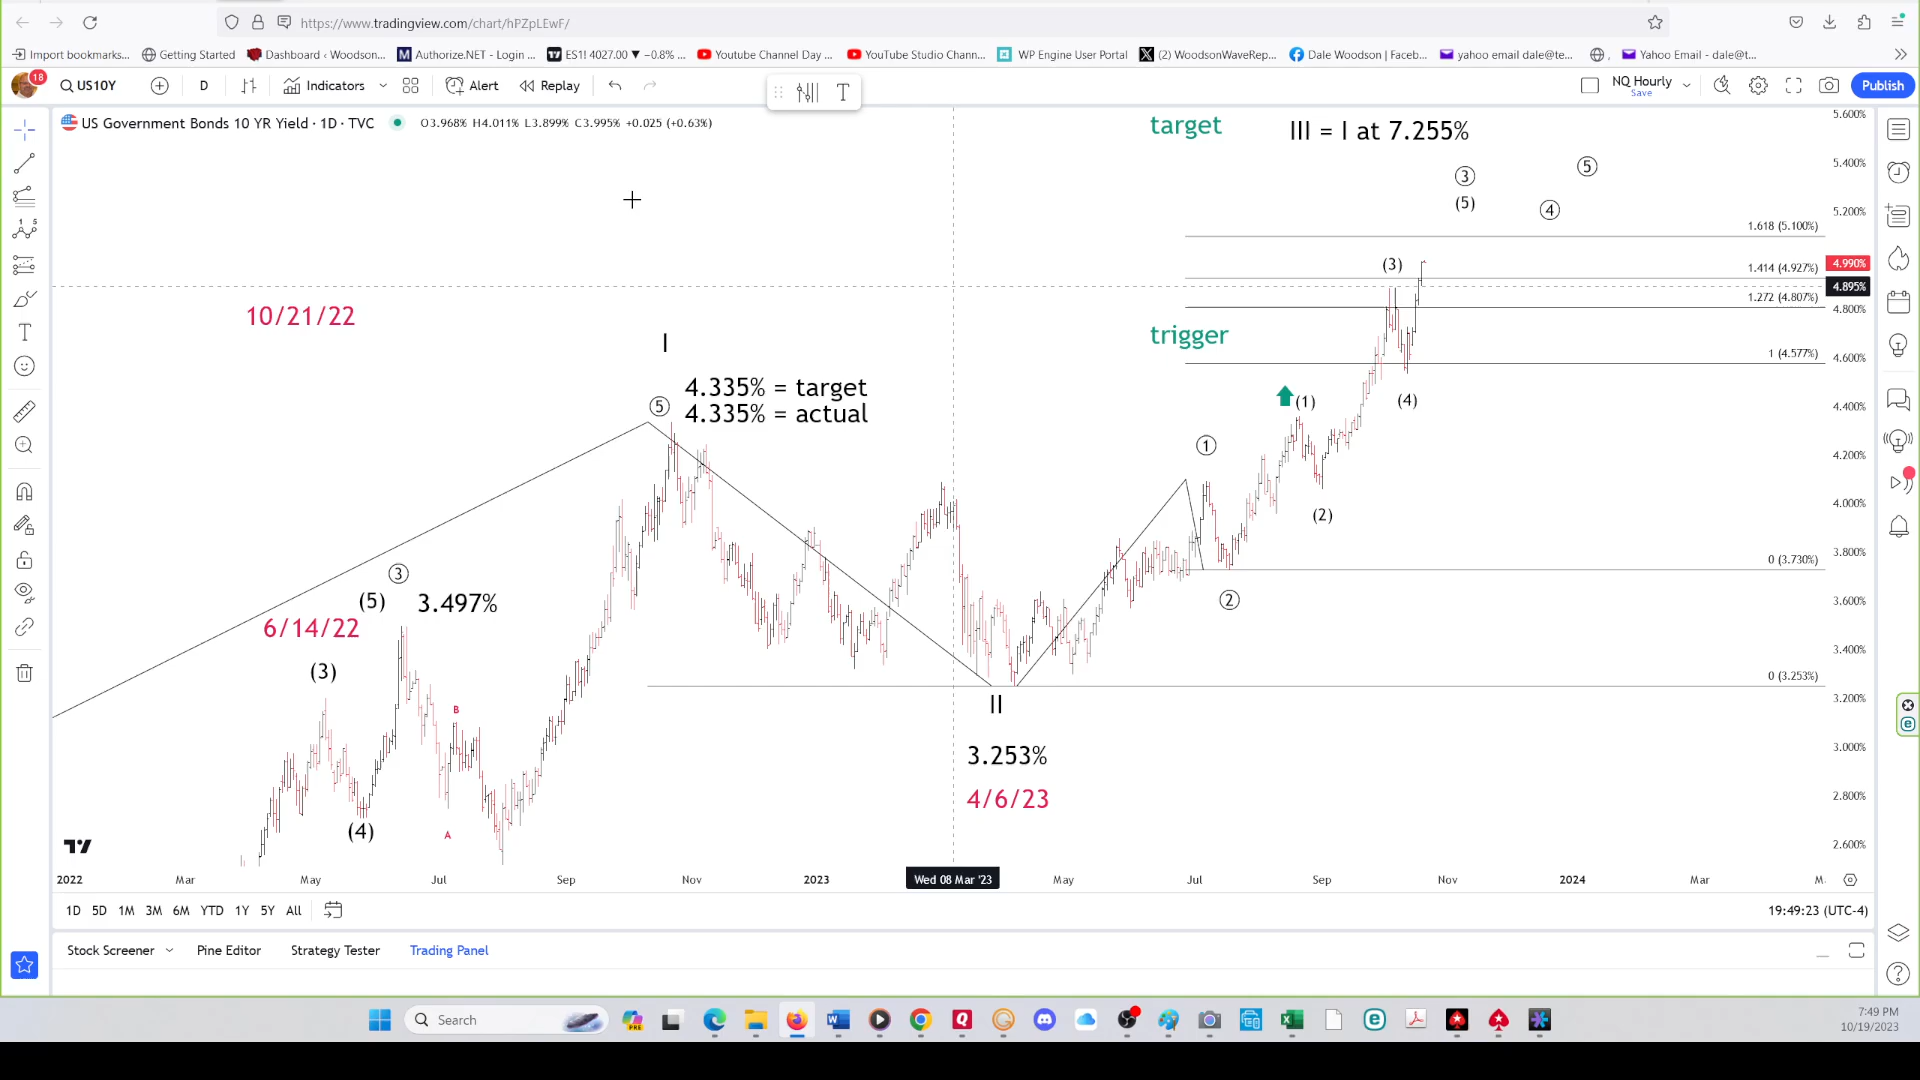 https://www.tradingview.com/chart/hPZpLEwF/
Import bookmarks...
Getting Started
Dashboard ‹ Woodson...
Authorize.NET - Login ...
ES1! 4027.00 ▼ −0.8% ...
Youtube Channel Day ...
YouTube Studio Chann...
WP Engine User Portal
(2) WoodsonWaveRep...
Dale Woodson | Faceb...
yahoo email dale@te...
Yahoo Email - dale@t...
18
US10Y
D
Indicators
Alert
Replay
NQ Hourly
Save
Publish
US Government Bonds 10 YR Yield · 1D · TVC
O3.968% H4.011% L3.899% C3.995% +0.025 (+0.63%)
target
III = I at 7.255%
③
⑤
(5)
④
1.618 (5.100%)
(3)
1.414 (4.927%)
1.272 (4.807%)
10/21/22
trigger
I
1 (4.577%)
4.335% = target
⑤
4.335% = actual
(1)
(4)
①
(2)
③
0 (3.730%)
(5)
3.497%
②
6/14/22
(3)
0 (3.253%)
II
B
3.253%
4/6/23
(4)
A
5.600%
5.400%
5.200%
4.990%
4.895%
4.800%
4.600%
4.400%
4.200%
4.000%
3.800%
3.600%
3.400%
3.200%
3.000%
2.800%
2.600%
2022
Mar
May
Jul
Sep
Nov
2023
Wed 08 Mar '23
May
Jul
Sep
Nov
2024
Mar
1D 5D 1M 3M 6M YTD 1Y 5Y All
19:49:23 (UTC-4)
Stock Screener
Pine Editor
Strategy Tester
Trading Panel
Search
7:49 PM
10/19/2023